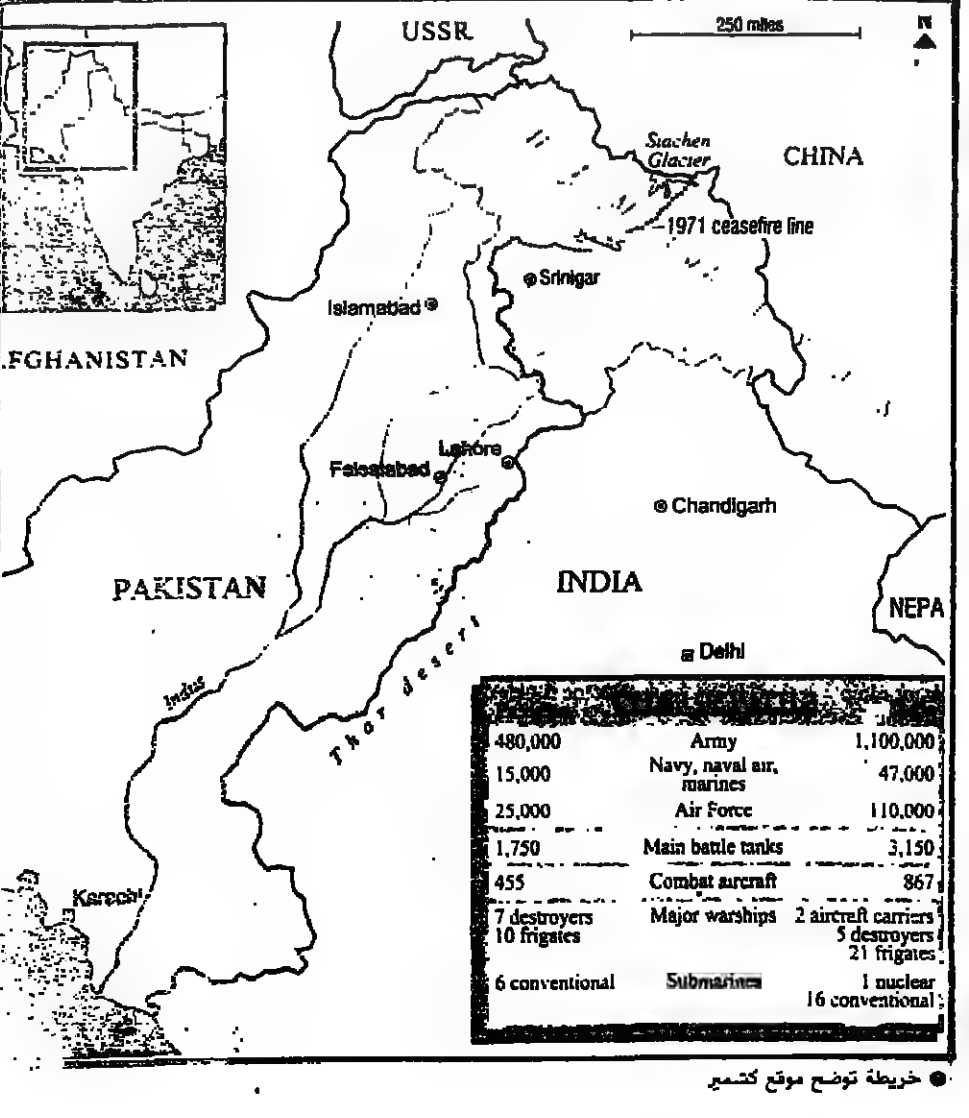 USSR
250 miles
N
Siachen
Glacier
CHINA
1971 ceasefire line
Srinigar
Islamabad
FGHANISTAN
Lahore
Faisalabad
Chandigarh
PAKISTAN
INDIA
NEPA
Delhi
Indus
Thar desert
Karachi
480,000 Army 1,100,000
15,000 Navy, naval air, marines 47,000
25,000 Air Force 110,000
1,750 Main battle tanks 3,150
455 Combat aircraft 867
7 destroyers Major warships 2 aircraft carriers
10 frigates 5 destroyers
21 frigates
6 conventional Submarines 1 nuclear
16 conventional
خريطة توضح موقع كشمير